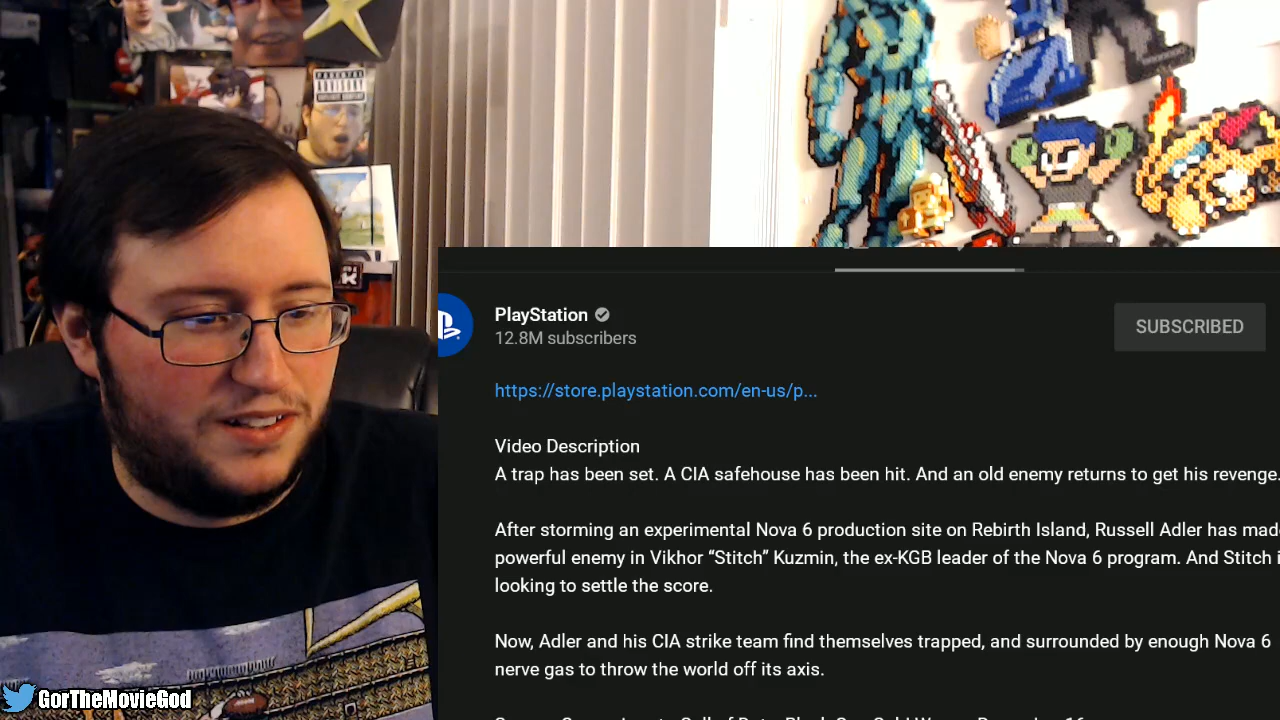 PARENTAL
ADVISORY
PlayStation
12.8M subscribers
SUBSCRIBED
https://store.playstation.com/en-us/p...
Video Description
A trap has been set. A CIA safehouse has been hit. And an old enemy returns to get his revenge.
After storming an experimental Nova 6 production site on Rebirth Island, Russell Adler has mad
powerful enemy in Vikhor “Stitch” Kuzmin, the ex-KGB leader of the Nova 6 program. And Stitch i
looking to settle the score.
Now, Adler and his CIA strike team find themselves trapped, and surrounded by enough Nova 6
nerve gas to throw the world off its axis.
GorTheMovieGod